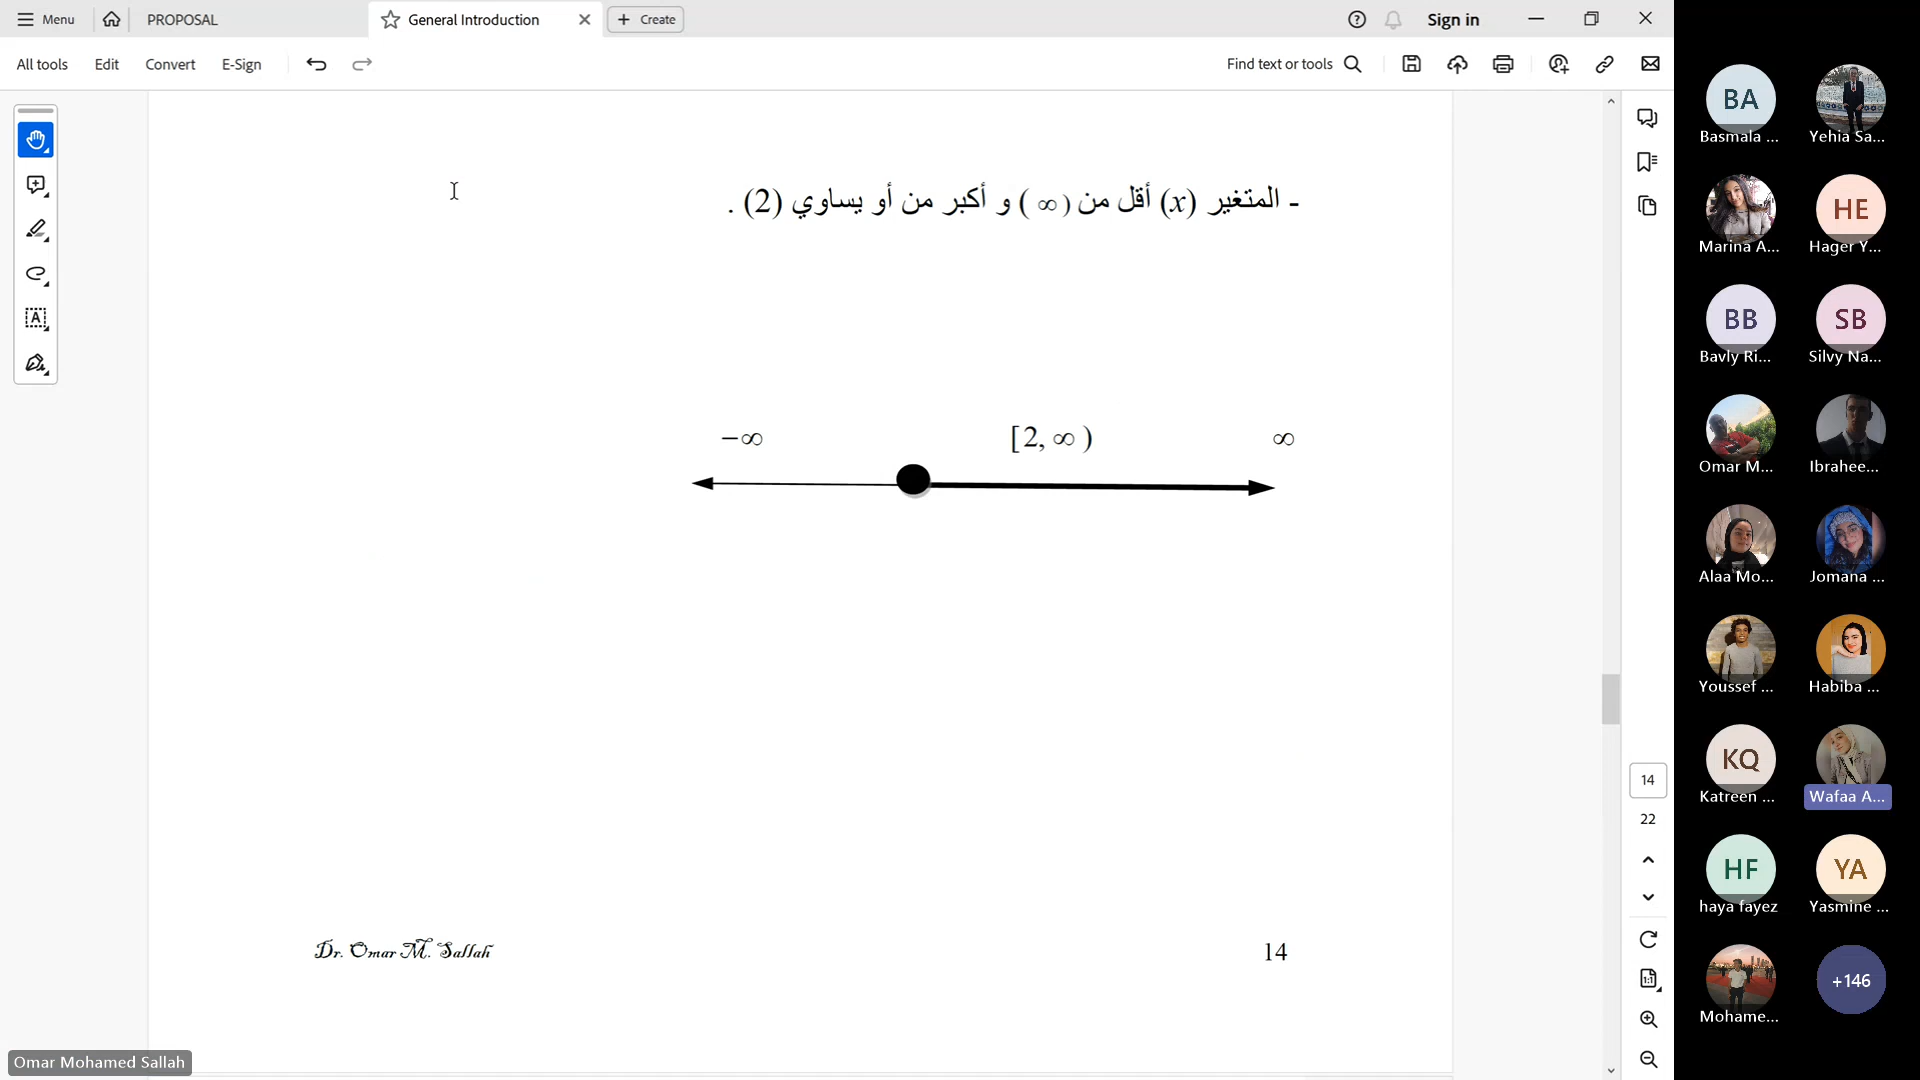 Menu
PROPOSAL
General Introduction
Create
Sign in
All tools
Edit
Convert
E-Sign
Find text or tools
- المتغير (x) أقل من (∞) و أكبر من أو يساوي (2) .
−∞
[2, ∞)
∞
Dr. Omar M. Sallah
14
Omar Mohamed Sallah
14
22
1:1
BA
Basmala ...
Yehia Sa...
Marina A...
HE
Hager Y...
BB
Bavly Ri...
SB
Silvy Na...
Omar M...
Ibrahee...
Alaa Mo...
Jomana ...
Youssef ...
Habiba ...
KQ
Katreen ...
Wafaa A...
HF
haya fayez
YA
Yasmine ...
Mohame...
+146